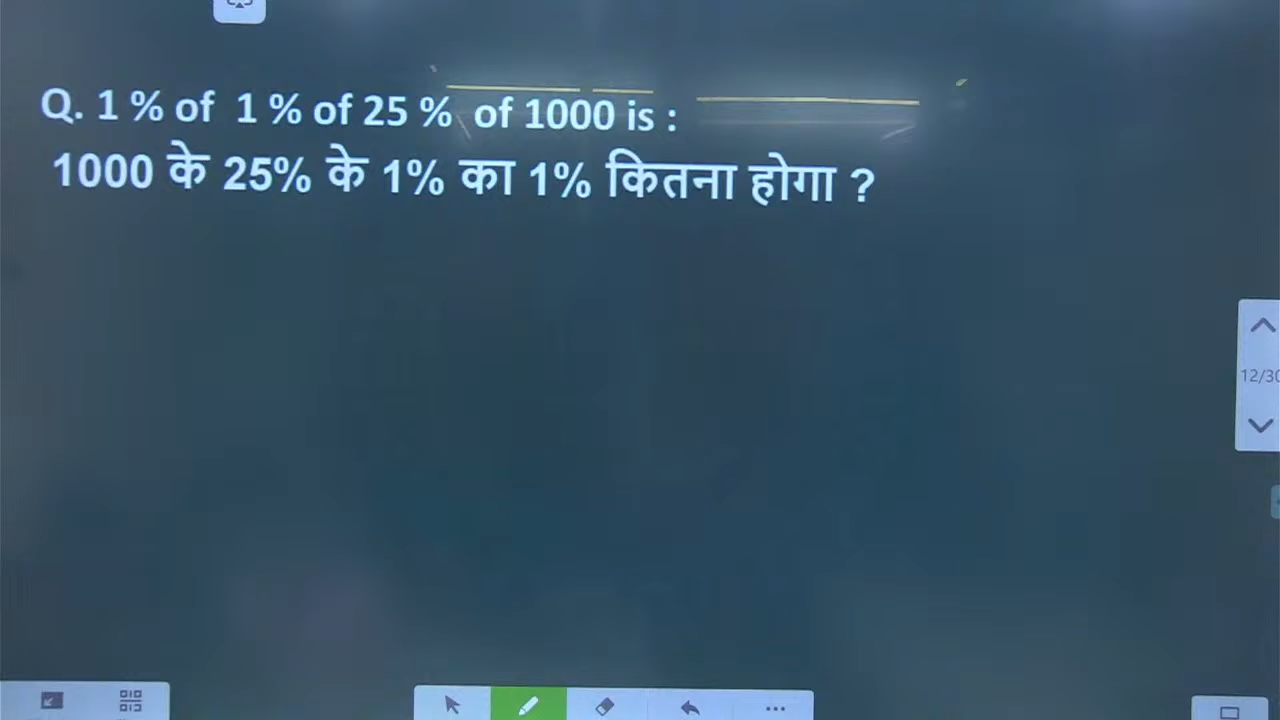 Q. 1 % of 1 % of 25 % of 1000 is :
1000 के 25% के 1% का 1% कितना होगा ?
12/30